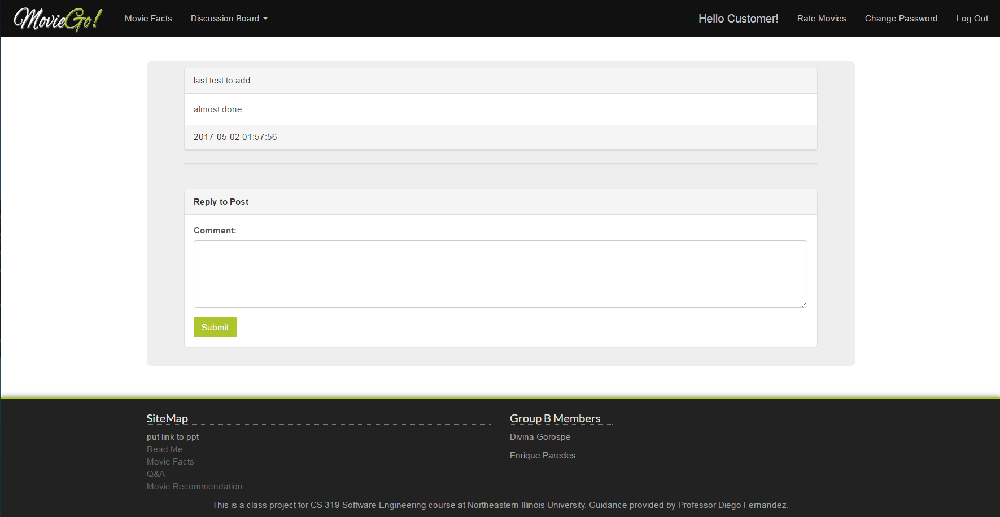 MovieGo! Movie Facts Discussion Board Hello Customer! Rate Movies Change Password Log Out
last test to add
almost done
2017-05-02 01:57:56
Reply to Post
Comment:
Submit
SiteMap
put link to ppt
Read Me
Movie Facts
Q&A
Movie Recommendation
Group B Members
Divina Gorospe
Enrique Paredes
This is a class project for CS 319 Software Engineering course at Northeastern Illinois University. Guidance provided by Professor Diego Fernandez.